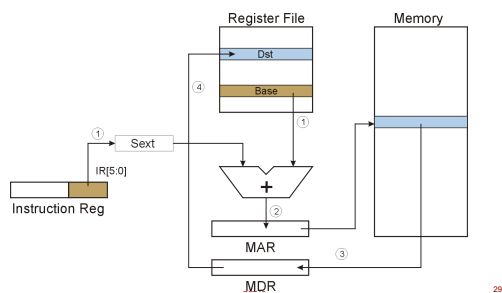 Register File
Memory
Dst
④
Base
①
①
Sext
IR[5:0]
+
Instruction Reg
②
MAR
③
MDR
29